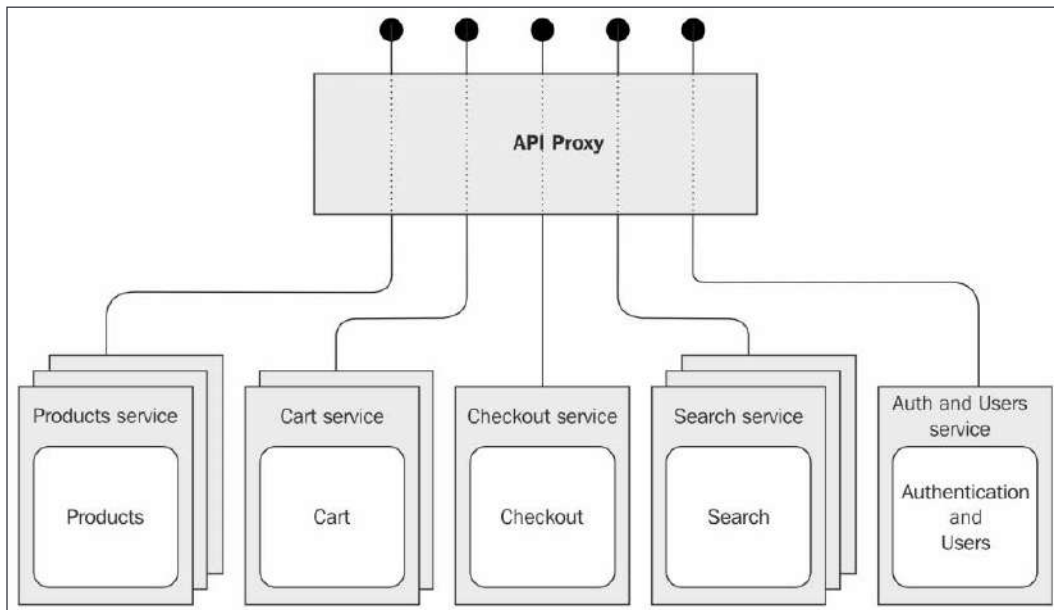 API Proxy
Products service
Cart service
Checkout service
Search service
Auth and Users
service
Products
Cart
Checkout
Search
Authentication
and
Users